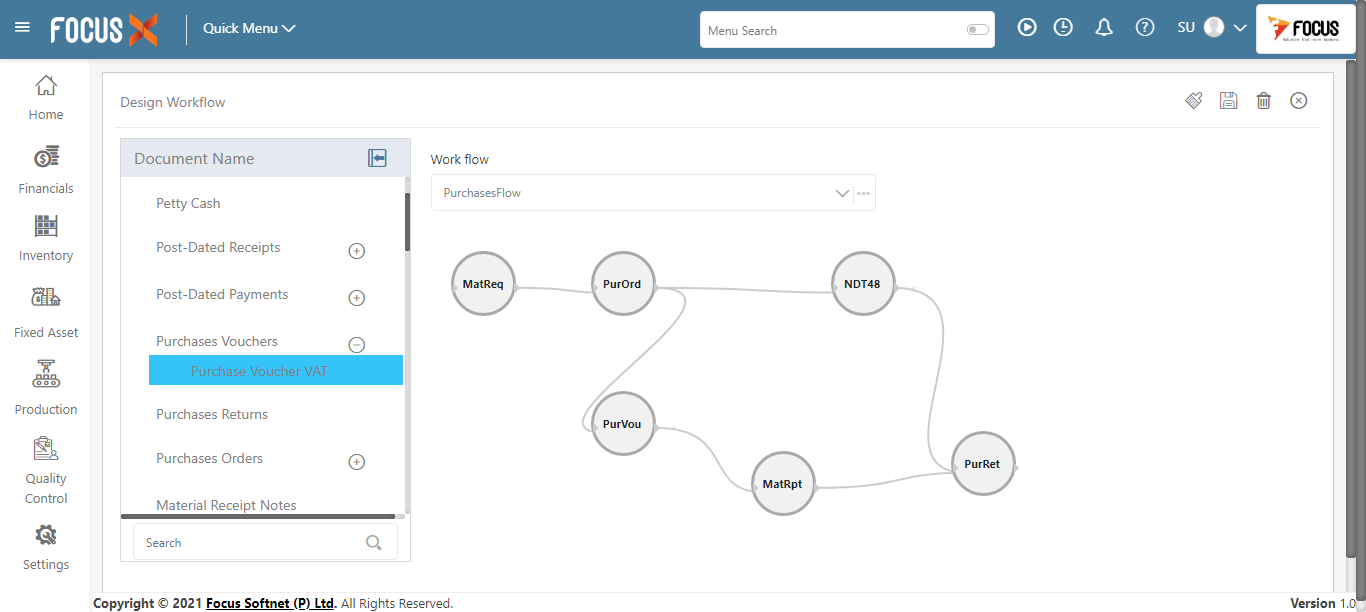 FOCUS X
Quick Menu
Menu Search
SU
FOCUS
Home
Financials
Inventory
Fixed Asset
Production
Quality
Control
Settings
Design Workflow
Document Name
Petty Cash
Post-Dated Receipts
Post-Dated Payments
Purchases Vouchers
Purchase Voucher VAT
Purchases Returns
Purchases Orders
Material Receipt Notes
Search
Work flow
PurchasesFlow
MatReq
PurOrd
NDT48
PurVou
MatRpt
PurRet
Copyright © 2021 Focus Softnet (P) Ltd. All Rights Reserved.
Version 1.0